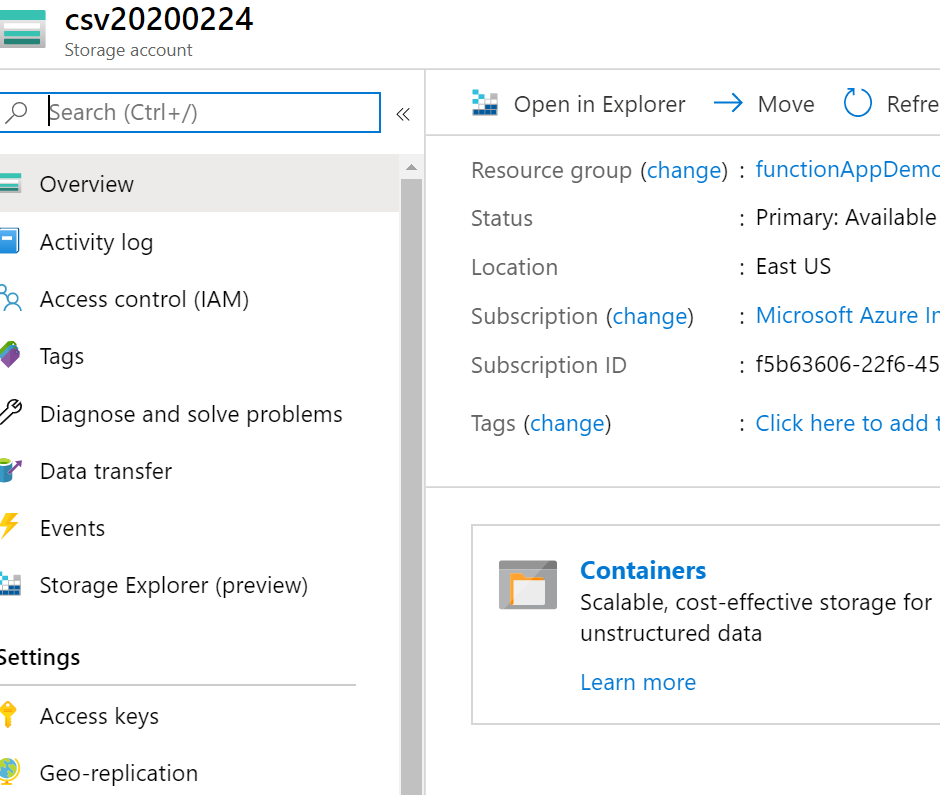 csv20200224
Storage account
Search (Ctrl+/)
«
Overview
Activity log
Access control (IAM)
Tags
Diagnose and solve problems
Data transfer
Events
Storage Explorer (preview)
Settings
Access keys
Geo-replication
Open in Explorer Move Refre
Resource group (change) : functionAppDemo
Status : Primary: Available
Location : East US
Subscription (change) : Microsoft Azure In
Subscription ID : f5b63606-22f6-45
Tags (change) : Click here to add t
Containers
Scalable, cost-effective storage for
unstructured data
Learn more